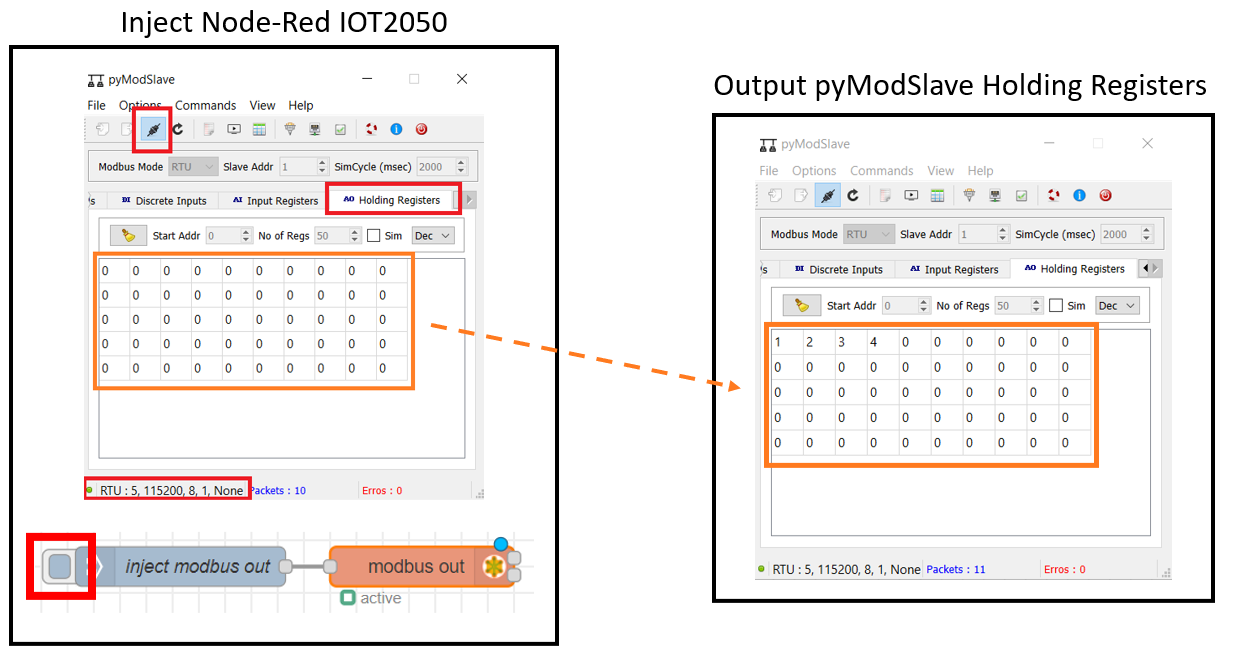 Inject Node-Red IOT2050
pyModSlave
File Options Commands View Help
Modbus Mode RTU Slave Addr 1 SimCycle (msec) 2000
's DI Discrete Inputs AI Input Registers AO Holding Registers
Start Addr 0 No of Regs 50 Sim Dec
0 0 0 0 0 0 0 0 0 0
0 0 0 0 0 0 0 0 0 0
0 0 0 0 0 0 0 0 0 0
0 0 0 0 0 0 0 0 0 0
0 0 0 0 0 0 0 0 0 0
RTU : 5, 115200, 8, 1, None Packets : 10 Erros : 0
inject modbus out modbus out
active
Output pyModSlave Holding Registers
pyModSlave
File Options Commands View Help
Modbus Mode RTU Slave Addr 1 SimCycle (msec) 2000
's DI Discrete Inputs AI Input Registers AO Holding Registers
Start Addr 0 No of Regs 50 Sim Dec
1 2 3 4 0 0 0 0 0 0
0 0 0 0 0 0 0 0 0 0
0 0 0 0 0 0 0 0 0 0
0 0 0 0 0 0 0 0 0 0
0 0 0 0 0 0 0 0 0 0
RTU : 5, 115200, 8, 1, None Packets : 11 Erros : 0